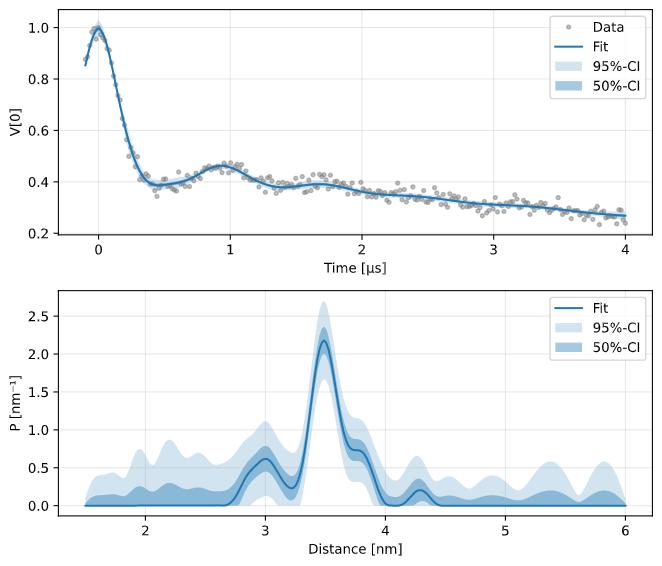 1.0
0.8
0.6
0.4
0.2
V[0]
Data
Fit
95%-CI
50%-CI
0 1 2 3 4
Time [μs]
2.5
2.0
1.5
1.0
0.5
0.0
P [nm⁻¹]
Fit
95%-CI
50%-CI
2 3 4 5 6
Distance [nm]